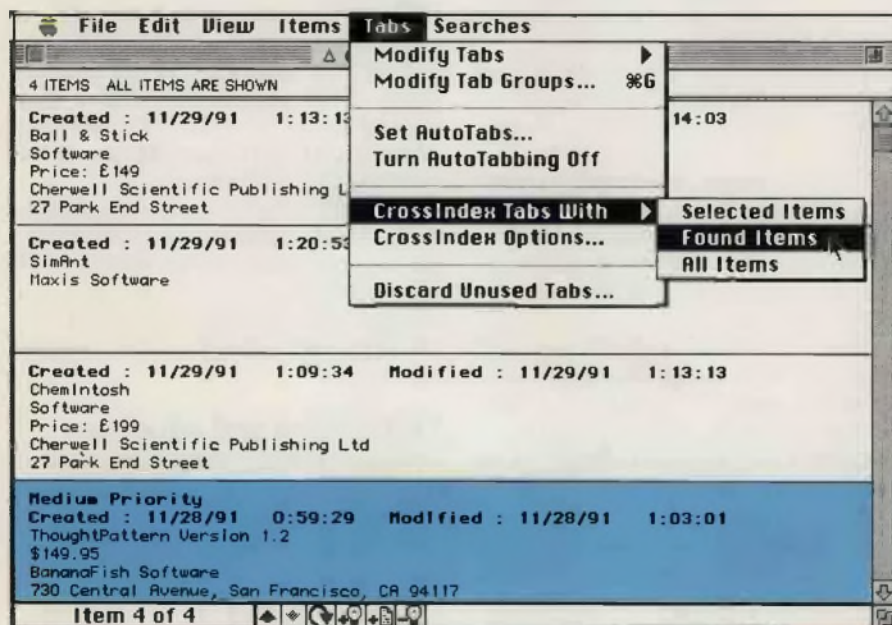 File Edit View Items Tabs Searches
4 ITEMS ALL ITEMS ARE SHOWN
Modify Tabs
Modify Tab Groups... ⌘G
Set AutoTabs...
Turn AutoTabbing Off
CrossIndex Tabs With
CrossIndex Options...
Discard Unused Tabs...
Selected Items
Found Items
All Items
Created : 11/29/91 1:13:13 14:03
Ball & Stick
Software
Price: £149
Cherwell Scientific Publishing L
27 Park End Street
Created : 11/29/91 1:20:53
SimAnt
Maxis Software
Created : 11/29/91 1:09:34 Modified : 11/29/91 1:13:13
ChemIntosh
Software
Price: £199
Cherwell Scientific Publishing Ltd
27 Park End Street
Medium Priority
Created : 11/28/91 0:59:29 Modified : 11/28/91 1:03:01
ThoughtPattern Version 1.2
$149.95
BananaFish Software
730 Central Avenue, San Francisco, CA 94117
Item 4 of 4